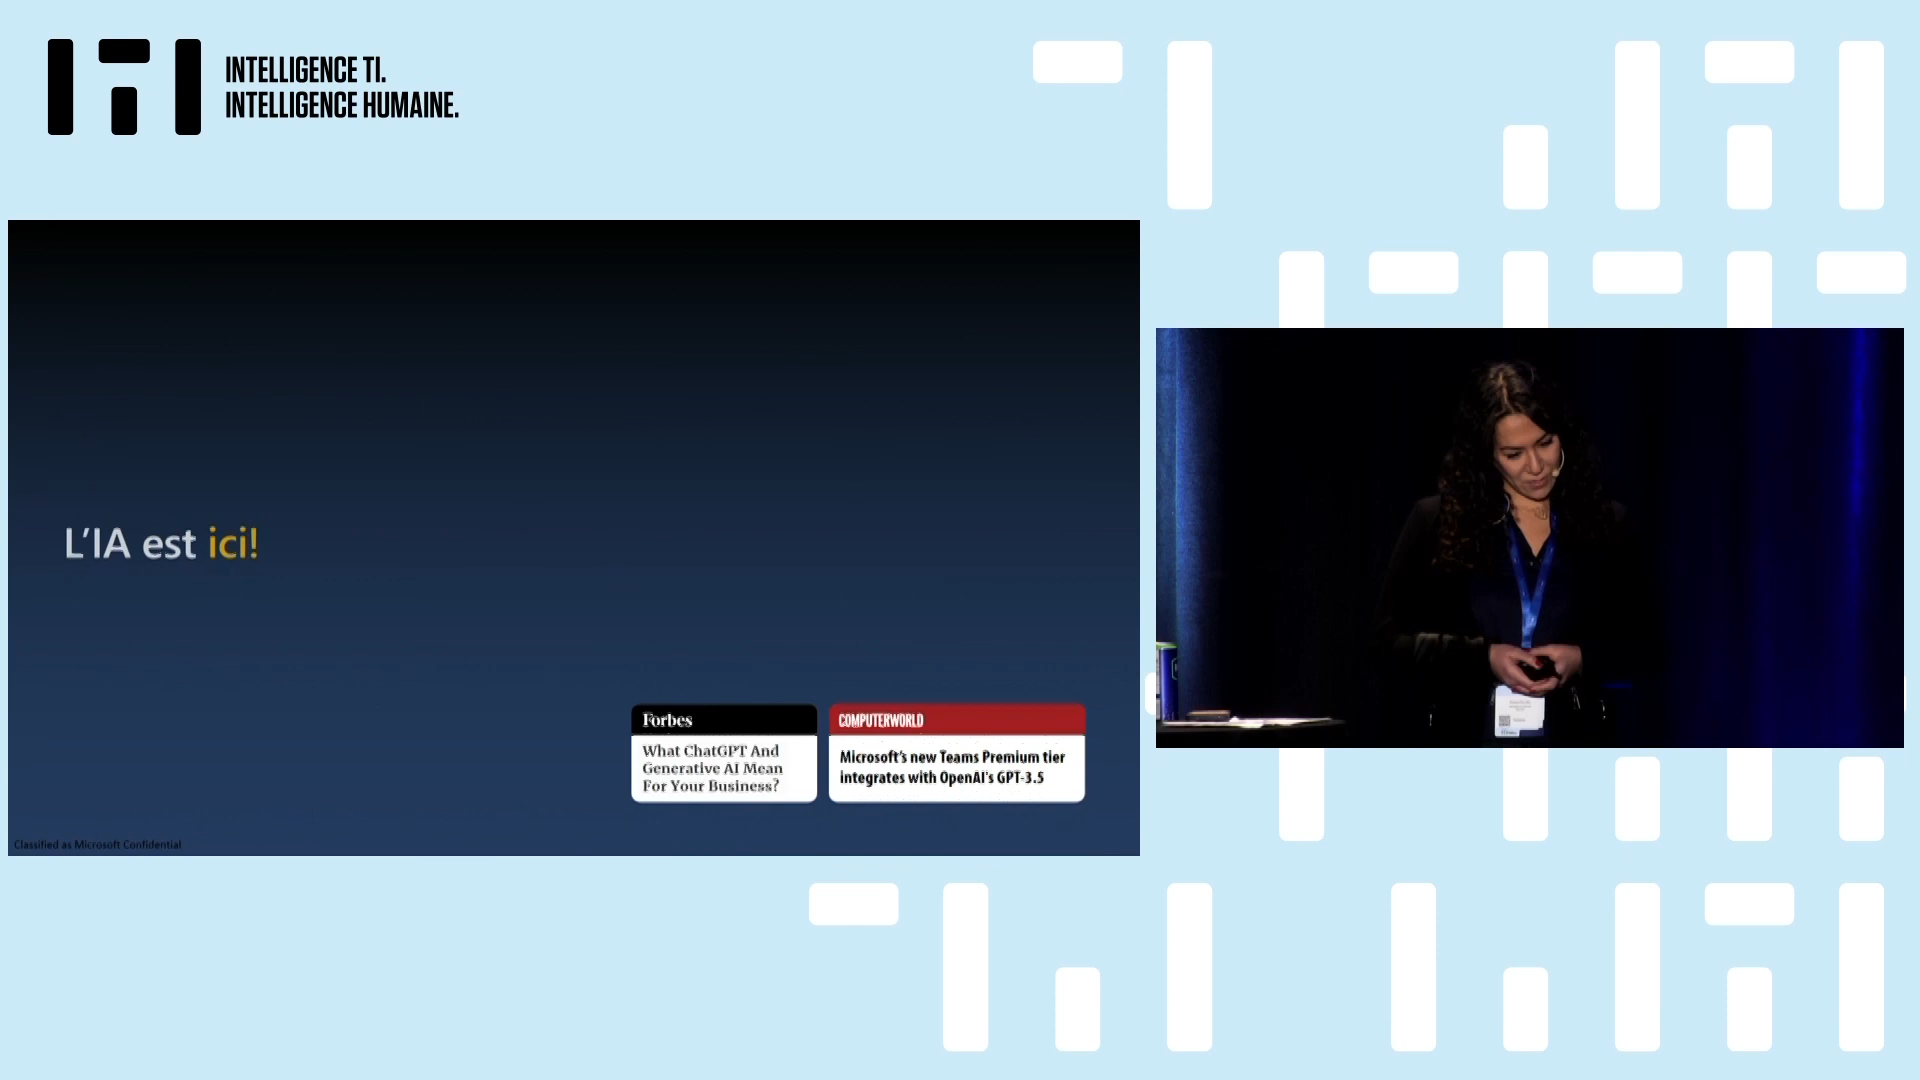 INTELLIGENCE TI.
INTELLIGENCE HUMAINE.
L'IA est ici!
Forbes
What ChatGPT And
Generative AI Mean
For Your Business?
COMPUTERWORLD
Microsoft's new Teams Premium tier
integrates with OpenAI's GPT-3.5
Classified as Microsoft Confidential